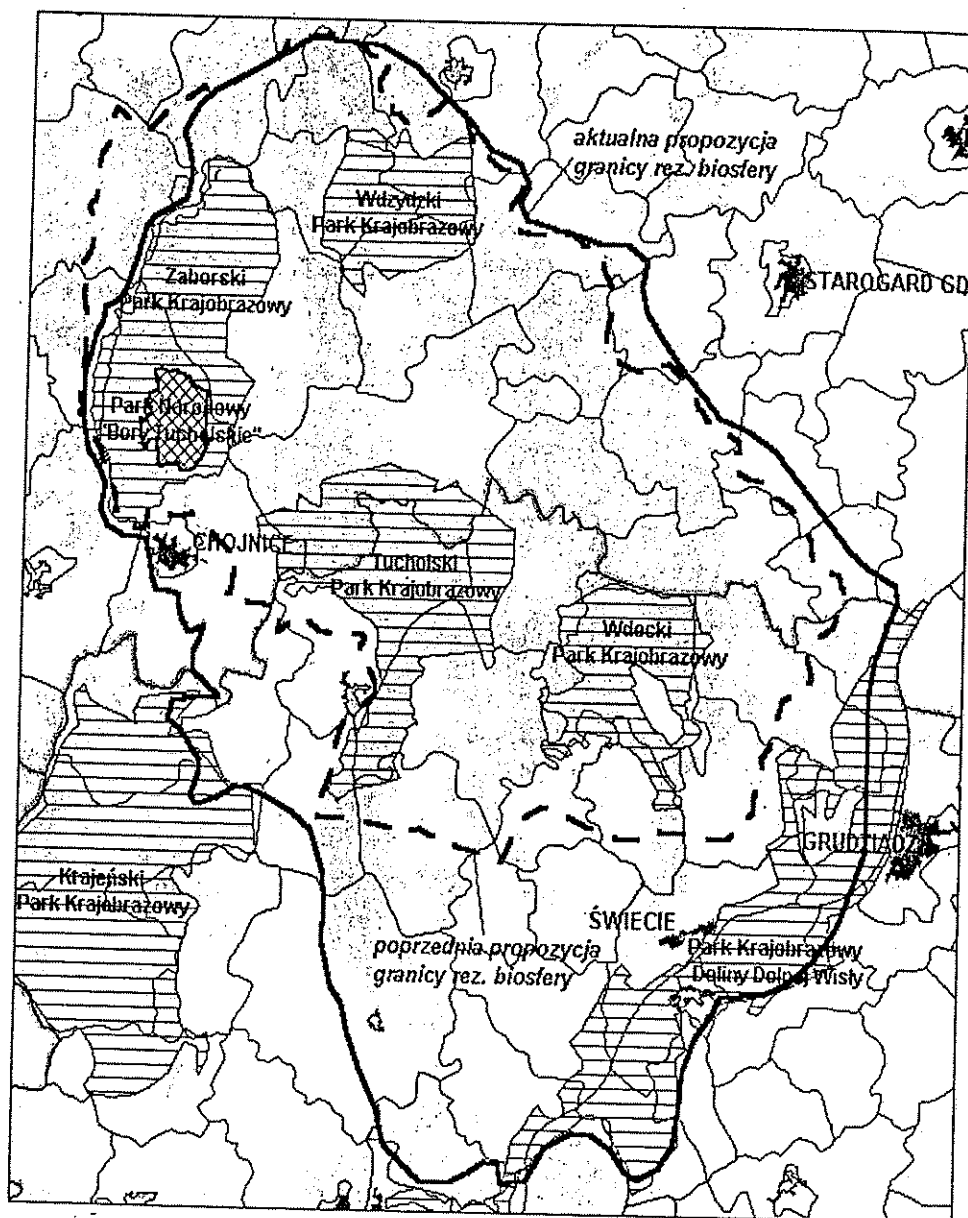 aktualna propozycja
granicy rez. biosfery
Wdzydzki
Park Krajobrazowy
Zaborski
Park Krajobrazowy
STAROGARD GD
Park Narodowy
"Bory Tucholskie"
CHOJNICE
Tucholski
Park Krajobrazowy
Wdecki
Park Krajobrazowy
GRUDZIĄDZ
Krajeński
Park Krajobrazowy
ŚWIECIE
poprzednia propozycja
granicy rez. biosfery
Park Krajobrazowy
Doliny Dolnej Wisły